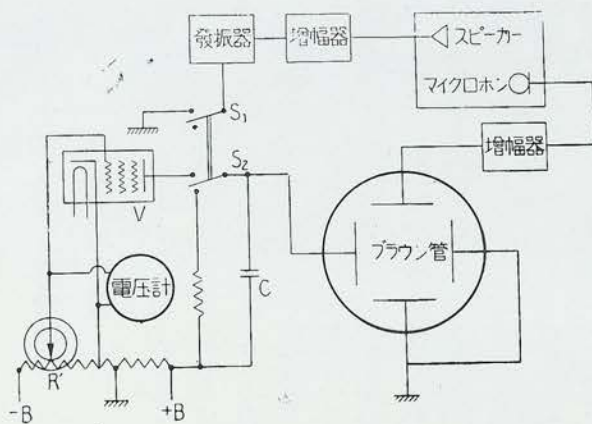 發振器
増幅器
スピーカー
マイクロホン
S₁
S₂
増幅器
V
ブラウン管
電圧計
C
R'
-B
+B